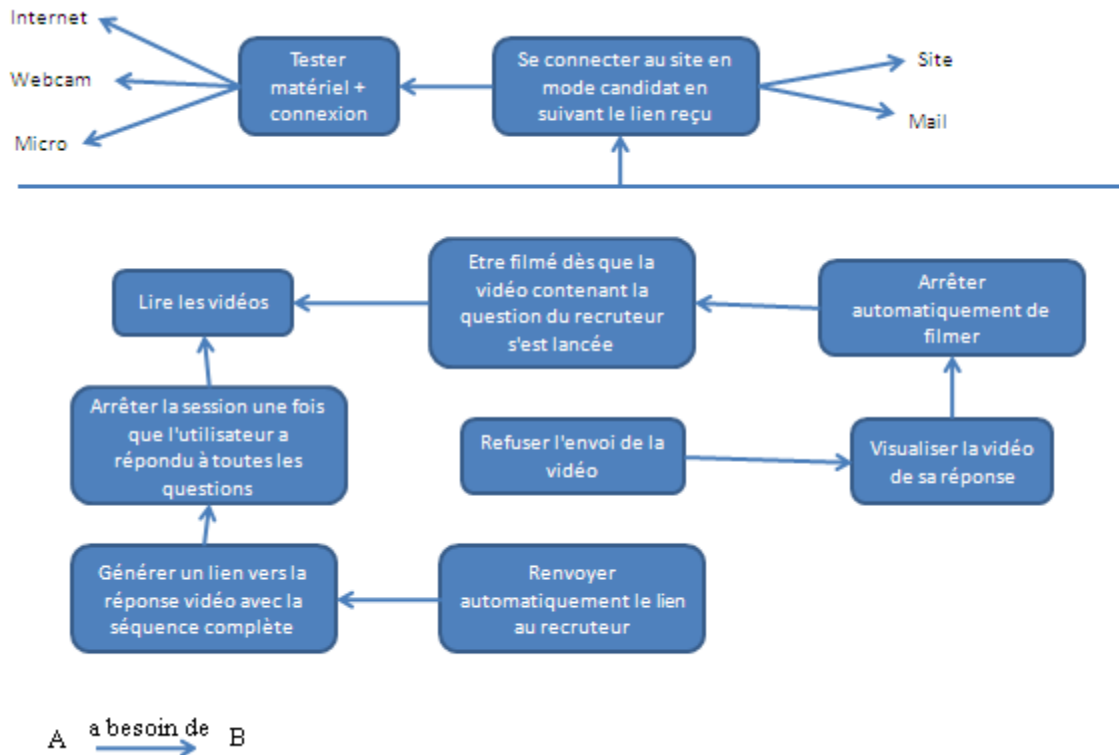 Internet
Webcam
Micro
Tester
matériel +
connexion
Se connecter au site en
mode candidat en
suivant le lien reçu
Site
Mail
Lire les vidéos
Etre filmé dès que la
vidéo contenant la
question du recruteur
s'est lancée
Arrêter
automatiquement de
filmer
Arrêter la session une fois
que l'utilisateur a
répondu à toutes les
questions
Refuser l'envoi de la
vidéo
Visualiser la vidéo
de sa réponse
Générer un lien vers la
réponse vidéo avec la
séquence complète
Renvoyer
automatiquement le lien
au recruteur
A a besoin de B